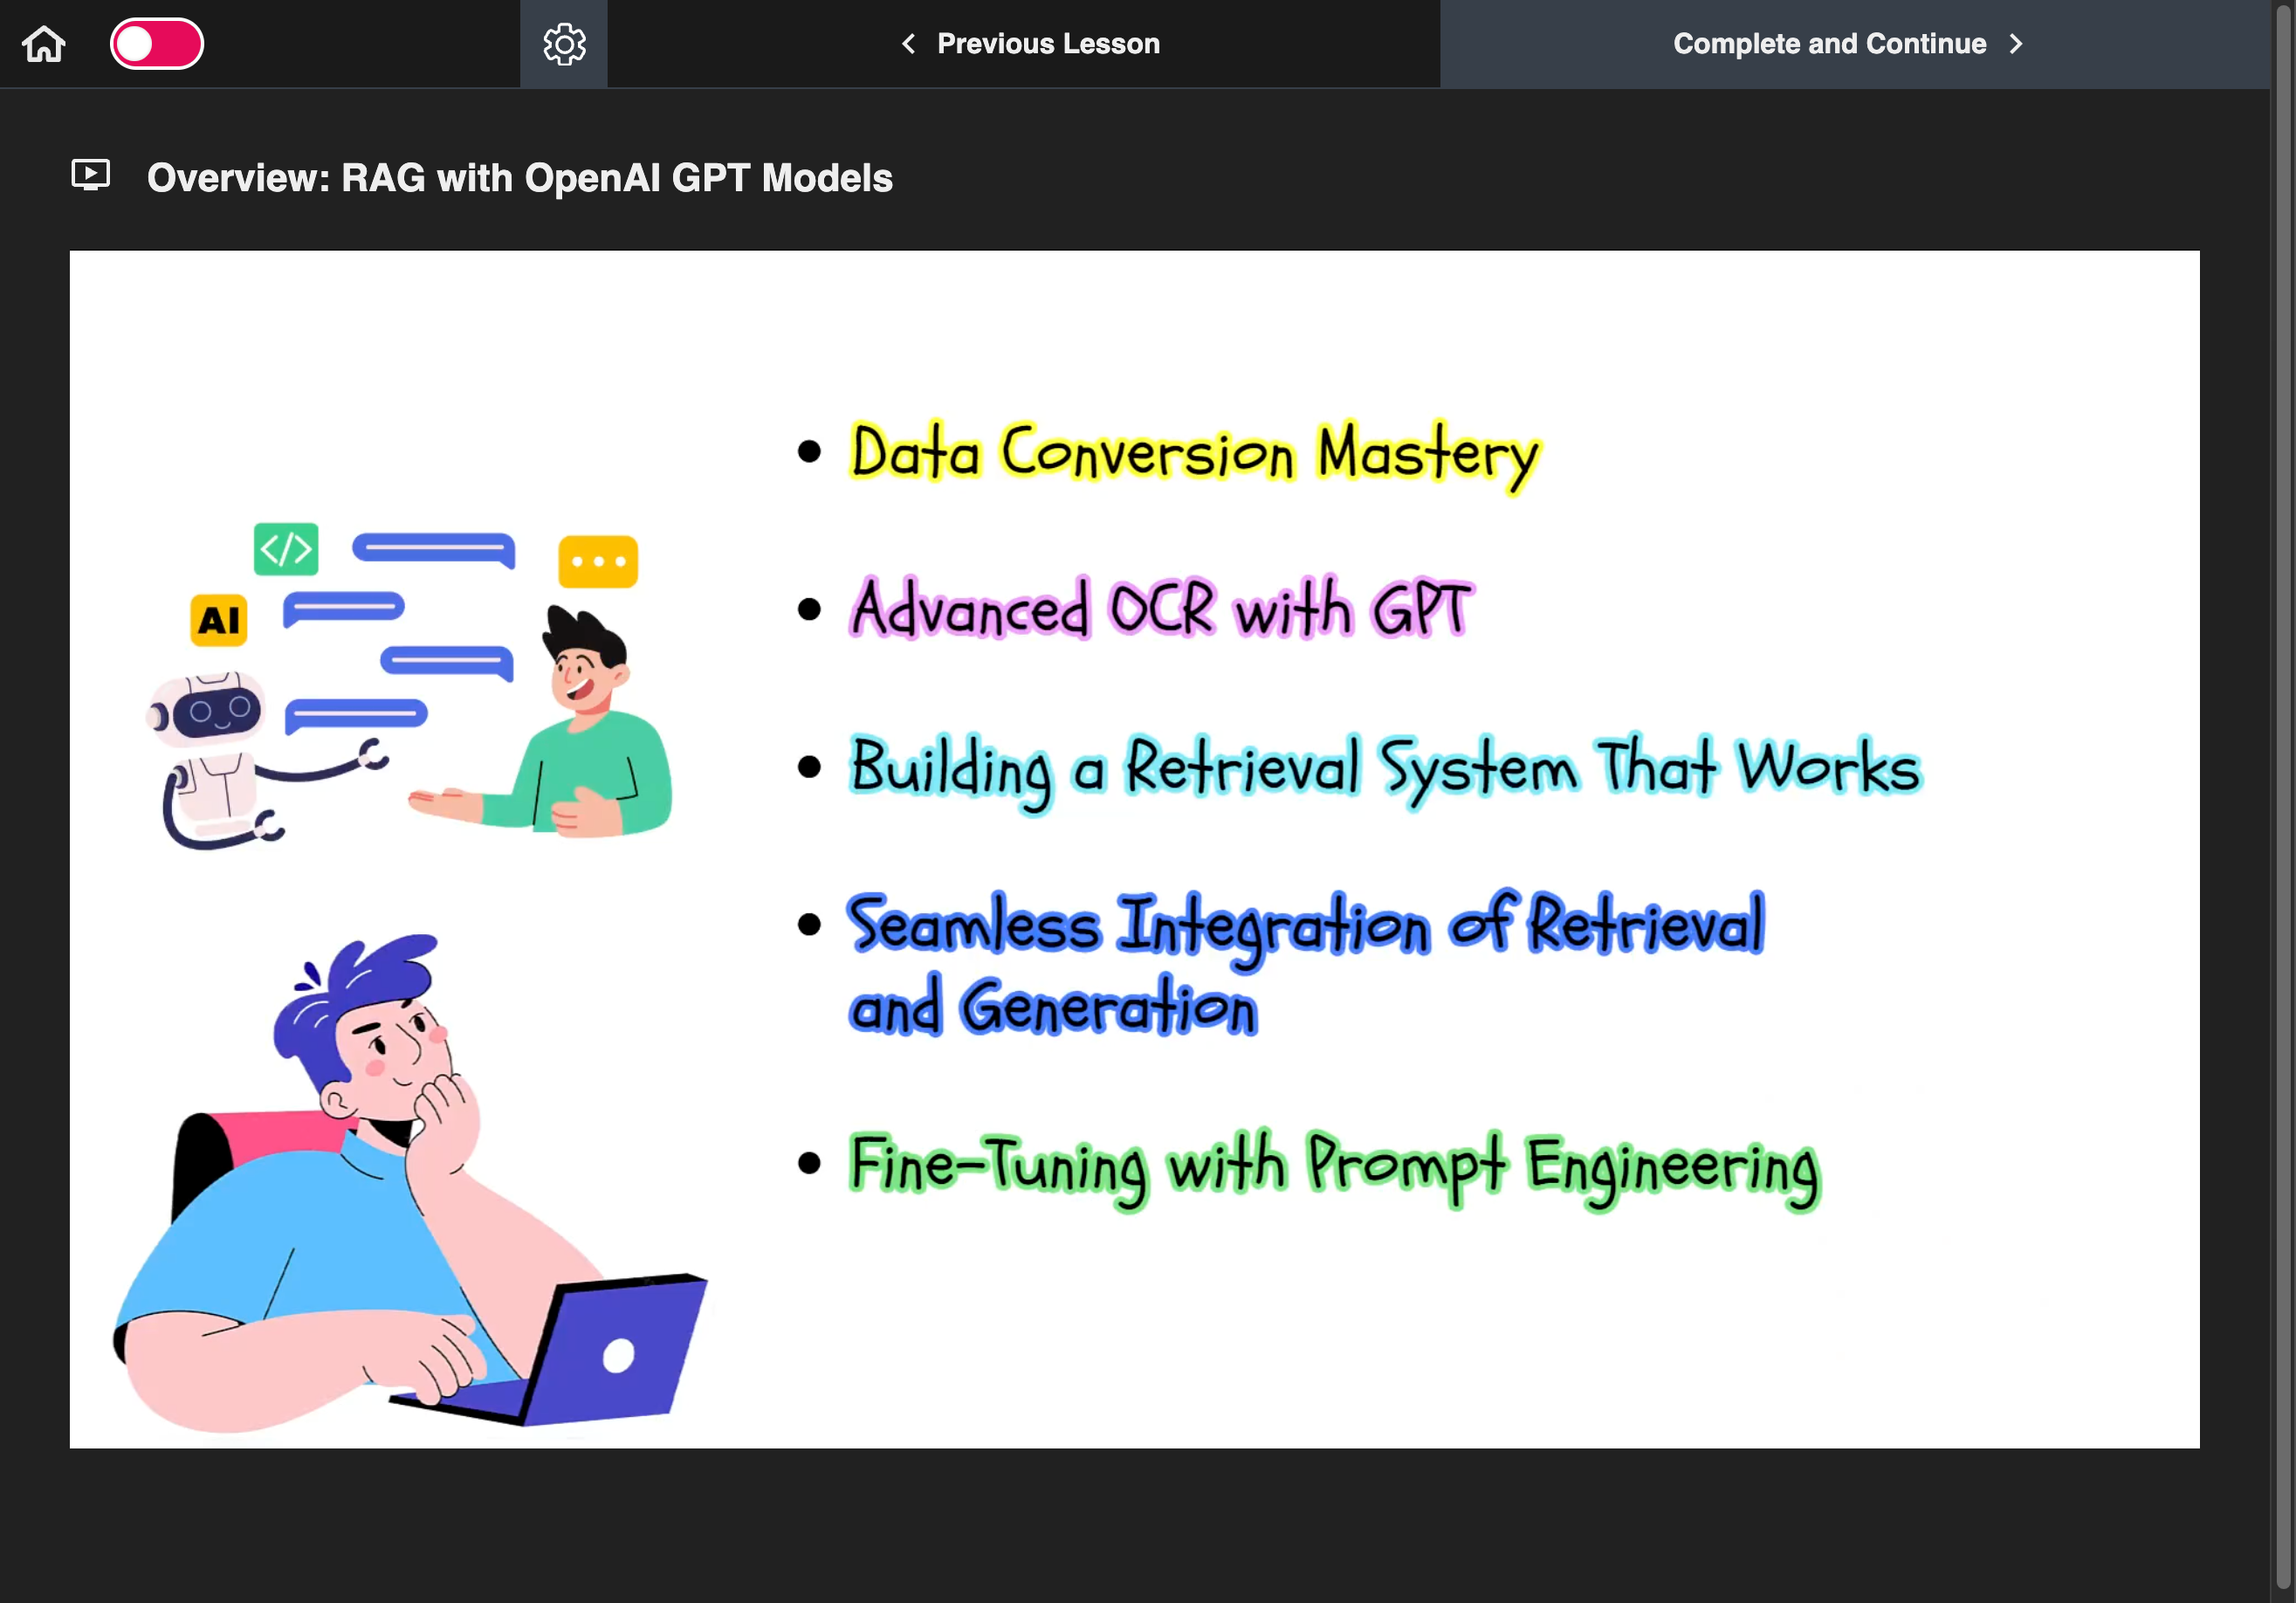 Previous Lesson
Complete and Continue
Overview: RAG with OpenAI GPT Models
• Data Conversion Mastery
</>
AI
• Advanced OCR with GPT
• Building a Retrieval System That Works
• Seamless Integration of Retrieval
and Generation
• Fine-Tuning with Prompt Engineering